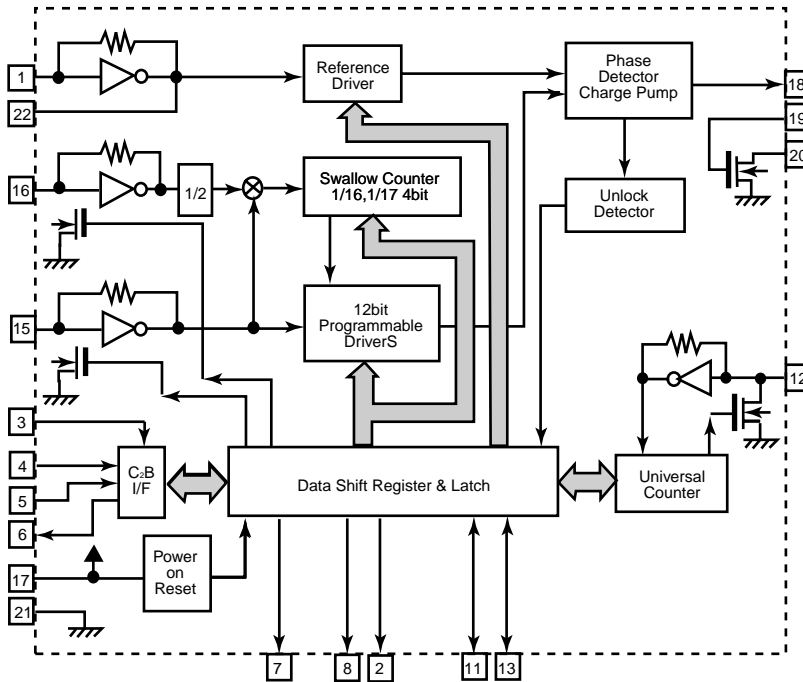 1
22
Reference
Driver
Phase
Detector
Charge Pump
18
19
20
16
1/2
Swallow Counter
1/16,1/17 4bit
Unlock
Detector
15
12bit
Programmable
DriverS
12
3
4
5
6
C₂B
I/F
Data Shift Register & Latch
Universal
Counter
17
Power
on
Reset
21
7
8
2
11
13